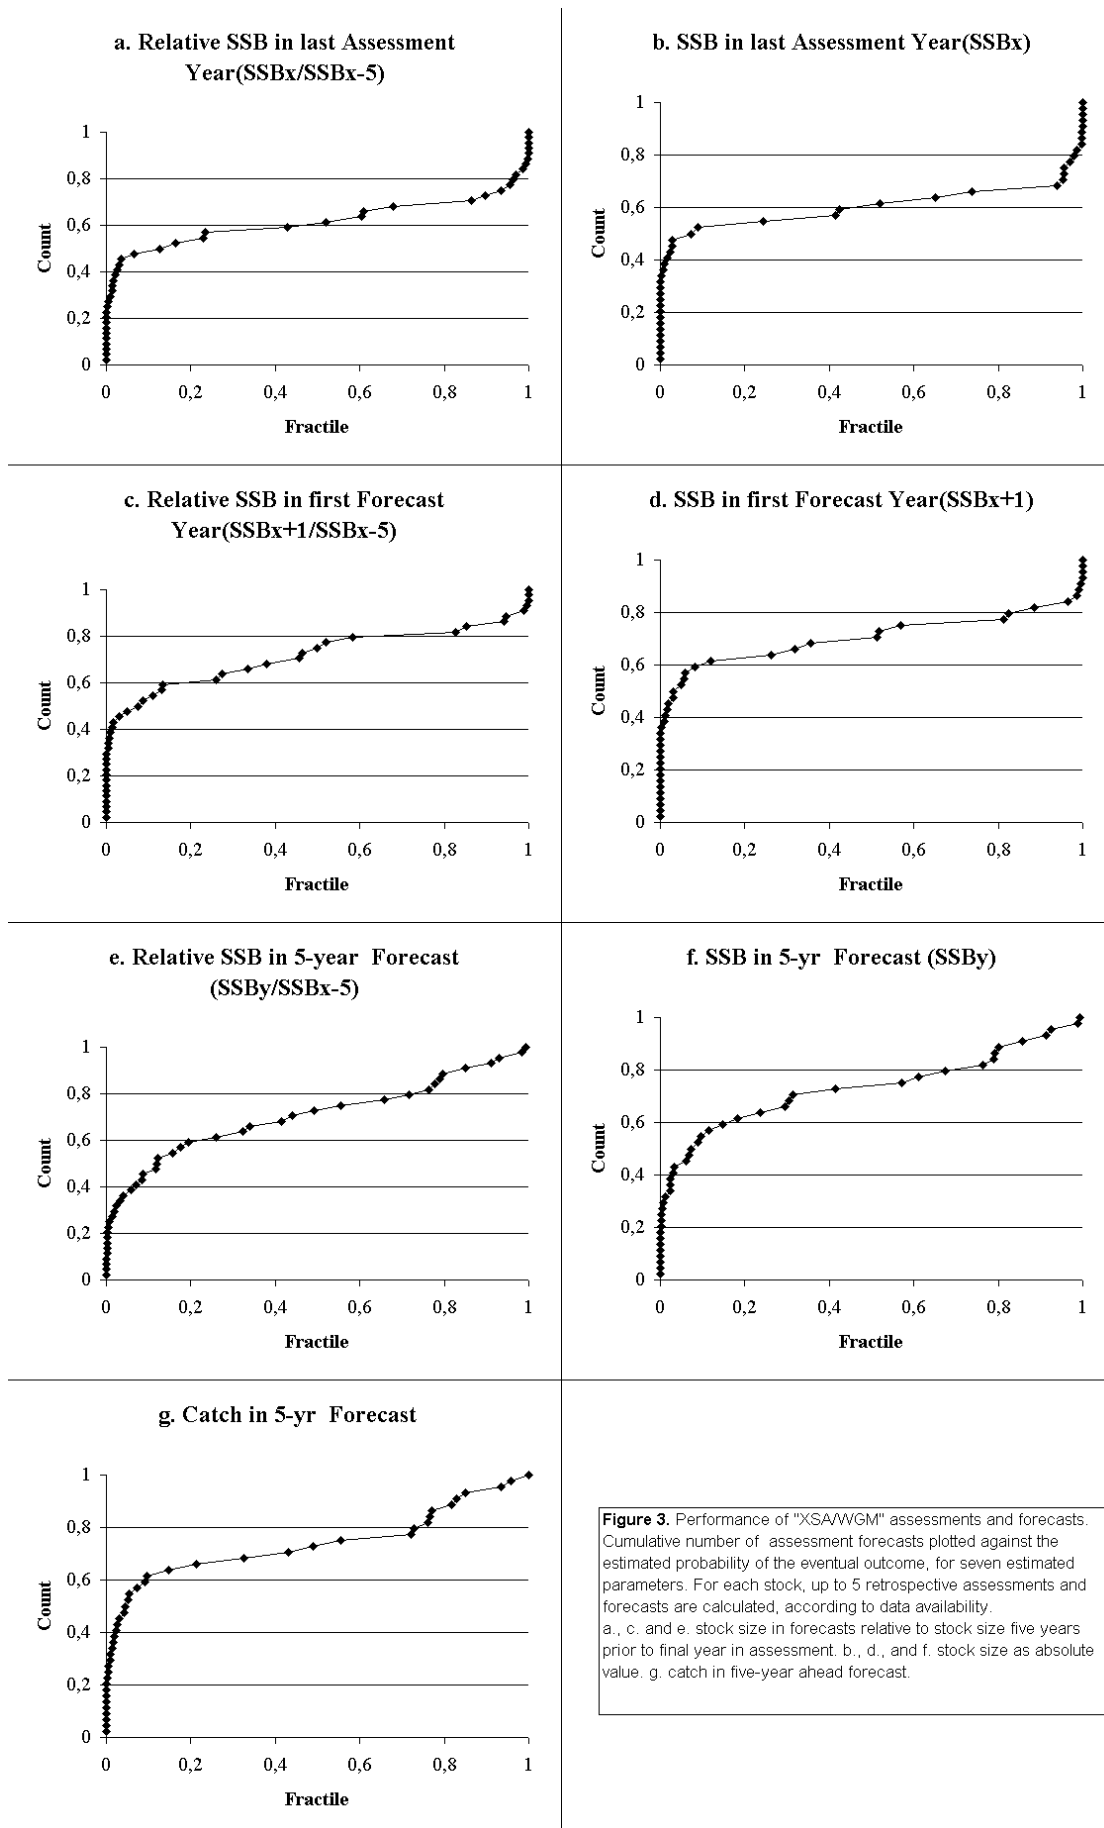 a. Relative SSB in last Assessment
Year(SSBx/SSBx-5)
1
0,8
0,6
0,4
0,2
0
Count
0 0,2 0,4 0,6 0,8 1
Fractile
b. SSB in last Assessment Year(SSBx)
1
0,8
0,6
0,4
0,2
0
Count
0 0,2 0,4 0,6 0,8 1
Fractile
c. Relative SSB in first Forecast
Year(SSBx+1/SSBx-5)
1
0,8
0,6
0,4
0,2
0
Count
0 0,2 0,4 0,6 0,8 1
Fractile
d. SSB in first Forecast Year(SSBx+1)
1
0,8
0,6
0,4
0,2
0
Count
0 0,2 0,4 0,6 0,8 1
Fractile
e. Relative SSB in 5-year Forecast
(SSBy/SSBx-5)
1
0,8
0,6
0,4
0,2
0
Count
0 0,2 0,4 0,6 0,8 1
Fractile
f. SSB in 5-yr Forecast (SSBy)
1
0,8
0,6
0,4
0,2
0
Count
0 0,2 0,4 0,6 0,8 1
Fractile
g. Catch in 5-yr Forecast
1
0,8
0,6
0,4
0,2
0
Count
0 0,2 0,4 0,6 0,8 1
Fractile
Figure 3. Performance of "XSA/WGM" assessments and forecasts.
Cumulative number of assessment forecasts plotted against the
estimated probability of the eventual outcome, for seven estimated
parameters. For each stock, up to 5 retrospective assessments and
forecasts are calculated, according to data availability.
a., c. and e. stock size in forecasts relative to stock size five years
prior to final year in assessment. b., d., and f. stock size as absolute
value. g. catch in five-year ahead forecast.